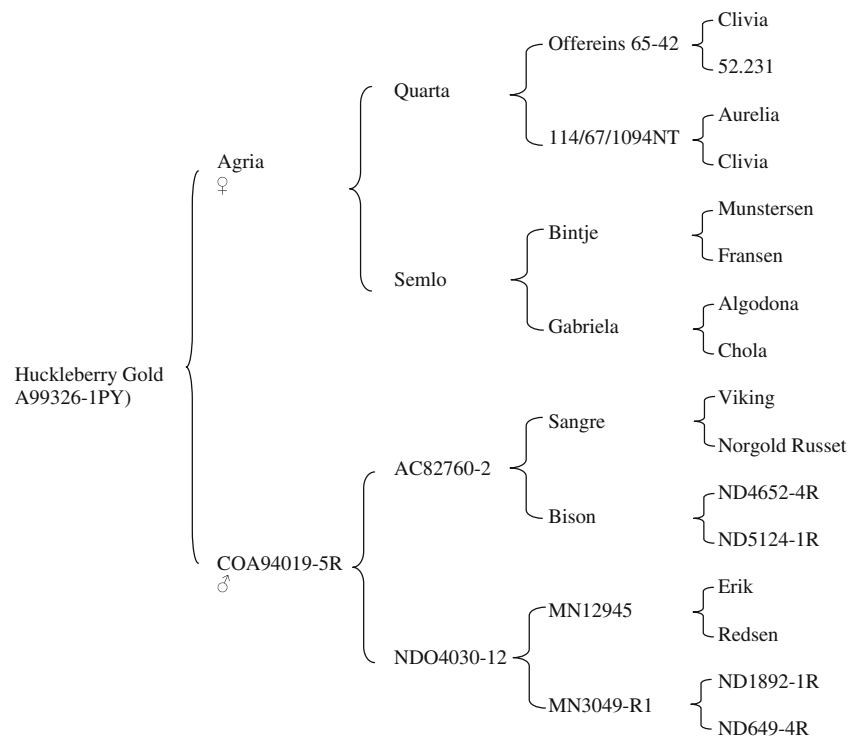 Clivia
Offereins 65-42
52.231
Quarta
Aurelia
114/67/1094NT
Clivia
Agria
♀
Munstersen
Bintje
Fransen
Semlo
Algodona
Gabriela
Chola
Huckleberry Gold
A99326-1PY)
Viking
Sangre
Norgold Russet
AC82760-2
ND4652-4R
Bison
ND5124-1R
COA94019-5R
♂
Erik
MN12945
Redsen
NDO4030-12
ND1892-1R
MN3049-R1
ND649-4R